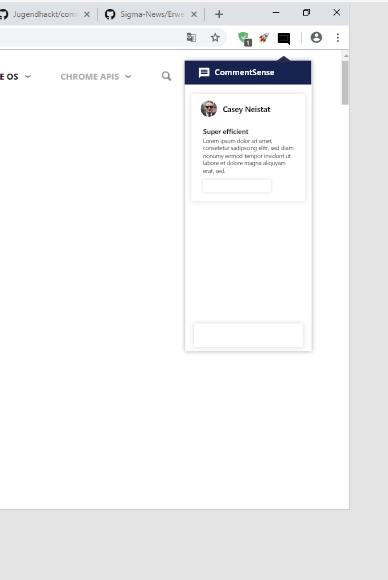 Jugendhackt/com
Sigma-News/Erwe
E OS
CHROME APIS
1
CommentSense
Casey Neistat
Super efficient
Lorem ipsum dolor sit amet,
consetetur sadipscing elitr, sed diam
nonumy eirmod tempor invidunt ut
labore et dolore magna aliquyam
erat, sed.